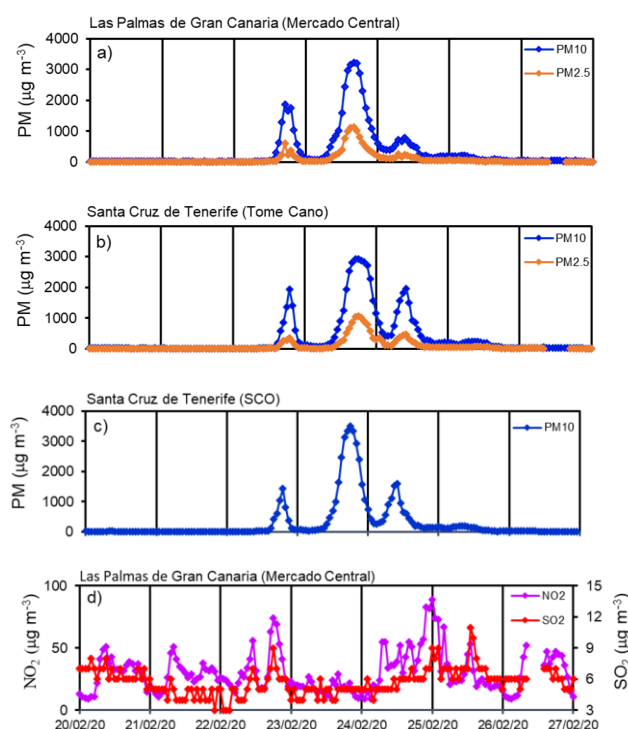 Las Palmas de Gran Canaria (Mercado Central)
4000
3000
2000
1000
0
PM (µg m-3)
a)
PM10
PM2.5
Santa Cruz de Tenerife (Tome Cano)
4000
3000
2000
1000
0
PM (µg m-3)
b)
PM10
PM2.5
Santa Cruz de Tenerife (SCO)
4000
3000
2000
1000
0
PM (µg m-3)
c)
PM10
Las Palmas de Gran Canaria (Mercado Central)
100
50
0
NO2 (µg m-3)
d)
NO2
SO2
15
12
9
6
3
SO2 (µg m-3)
20/02/20 21/02/20 22/02/20 23/02/20 24/02/20 25/02/20 26/02/20 27/02/20